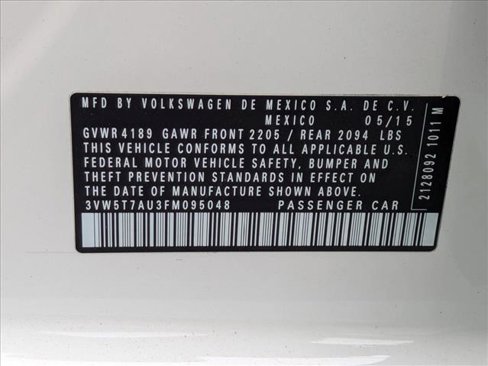 MFD BY VOLKSWAGEN DE MEXICO S.A. DE C.V.
MEXICO 05/15
GVWR 4189 GAWR FRONT 2205 / REAR 2094 LBS
THIS VEHICLE CONFORMS TO ALL APPLICABLE U.S.
FEDERAL MOTOR VEHICLE SAFETY, BUMPER AND
THEFT PREVENTION STANDARDS IN EFFECT ON
THE DATE OF MANUFACTURE SHOWN ABOVE.
3VW5T7AU3FM095048 PASSENGER CAR
2128092 1011 M